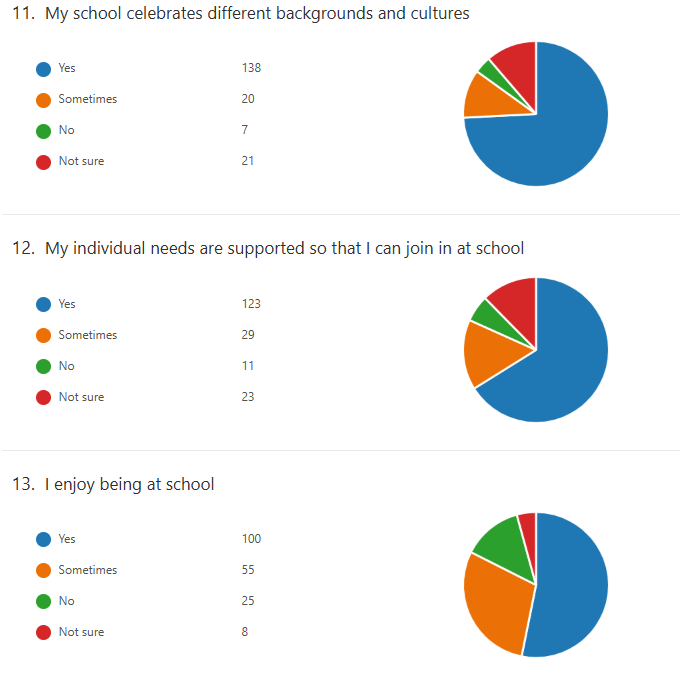 11. My school celebrates different backgrounds and cultures
Yes 138
Sometimes 20
No 7
Not sure 21
12. My individual needs are supported so that I can join in at school
Yes 123
Sometimes 29
No 11
Not sure 23
13. I enjoy being at school
Yes 100
Sometimes 55
No 25
Not sure 8